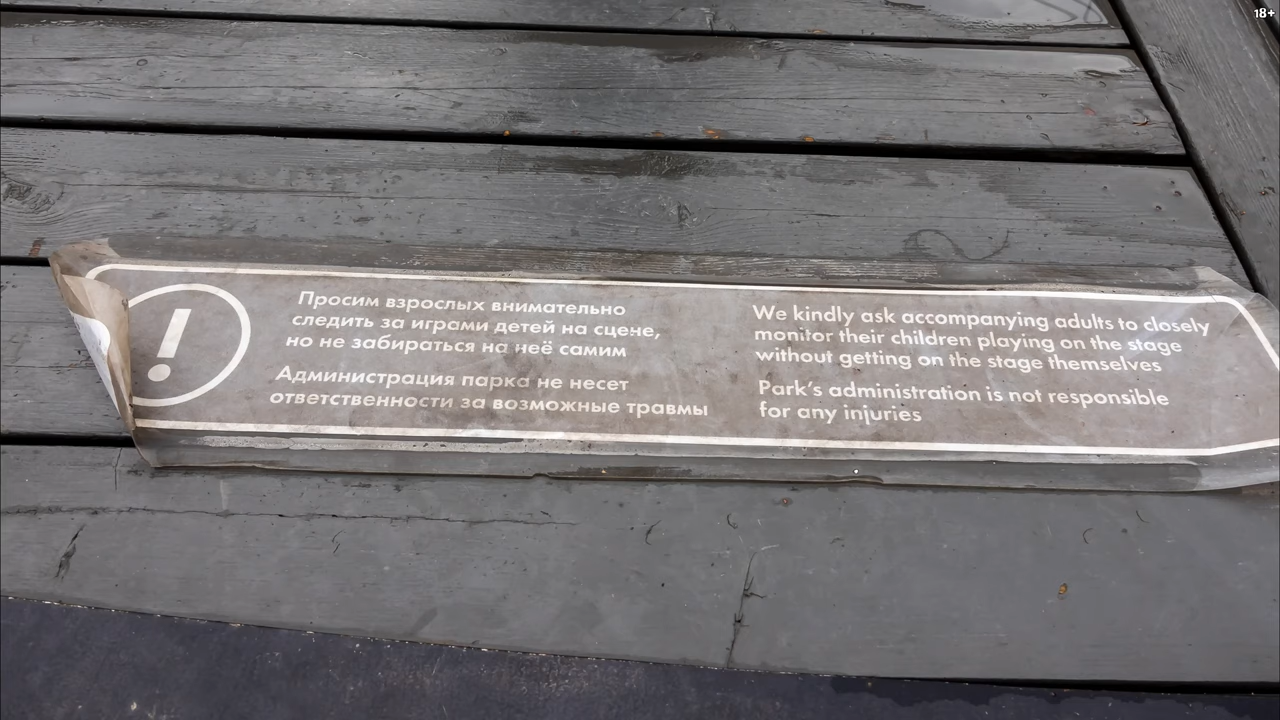 18+
!
Просим взрослых внимательно
следить за играми детей на сцене,
но не забираться на неё самим
Администрация парка не несет
ответственности за возможные травмы
We kindly ask accompanying adults to closely
monitor their children playing on the stage
without getting on the stage themselves
Park's administration is not responsible
for any injuries